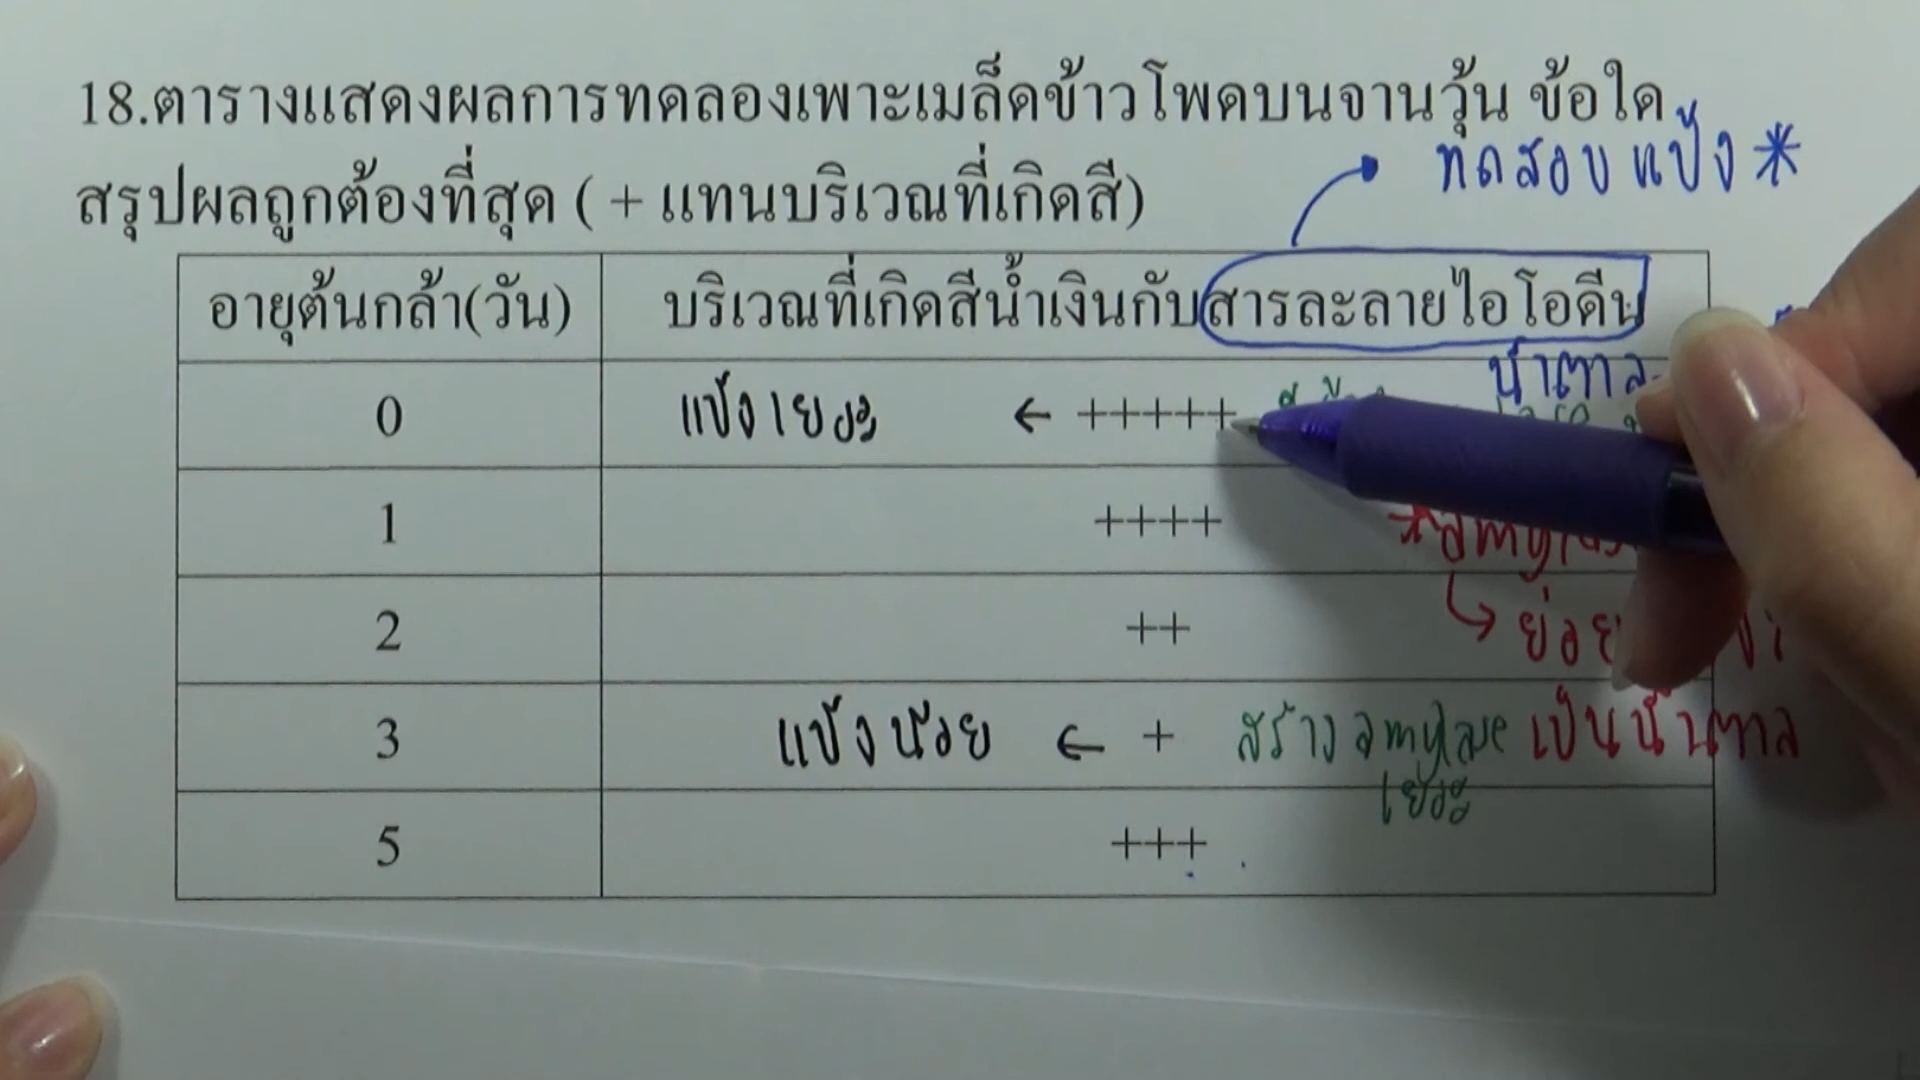 18.ตารางแสดงผลการทดลองเพาะเมล็ดข้าวโพดบนจานวุ้น ข้อใด
ทดสอบแป้ง *
สรุปผลถูกต้องที่สุด ( + แทนบริเวณที่เกิดสี)
อายุต้นกล้า(วัน) บริเวณที่เกิดสีน้ำเงินกับสารละลายไอโอดีน
น้ำตาล
0 แป้งเยอะ ← +++++
1 ++++
2 ++
3 แป้งน้อย ← + สร้าง amylase เป็นน้ำตาล
เยอะ
5 +++